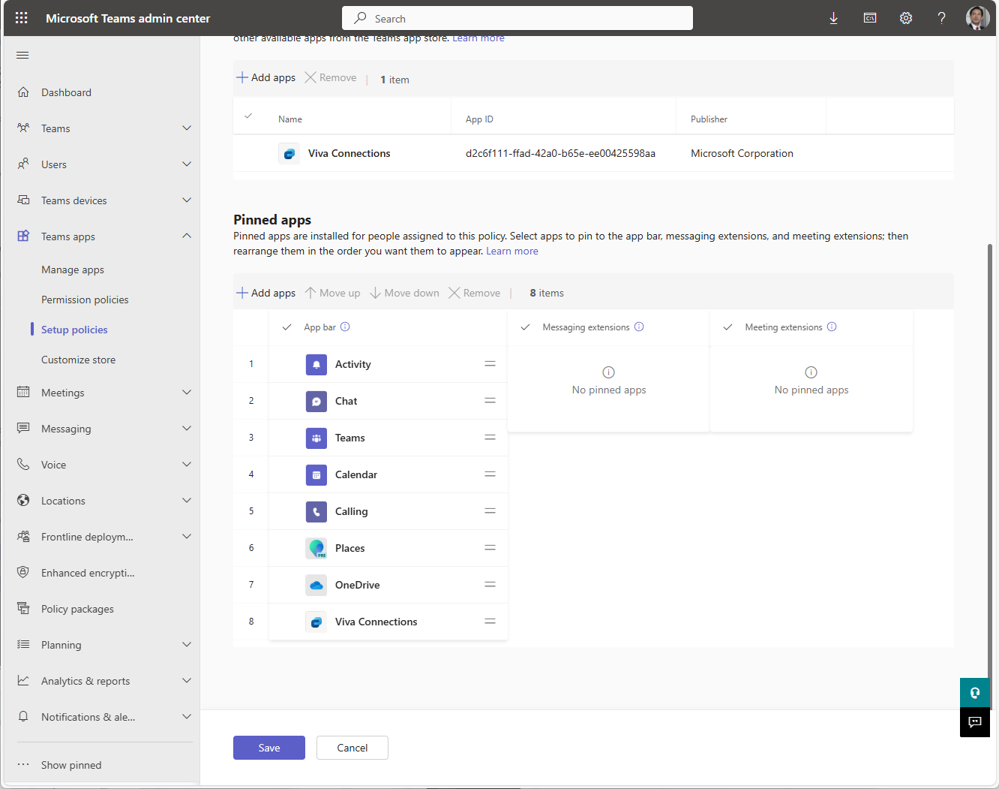 Microsoft Teams admin center
Search
other available apps from the Teams app store. Learn more
Add apps
Remove
1 item
Name
App ID
Publisher
Viva Connections
d2c6f111-ffad-42a0-b65e-ee00425598aa
Microsoft Corporation
Dashboard
Teams
Users
Teams devices
Teams apps
Manage apps
Permission policies
Setup policies
Customize store
Meetings
Messaging
Voice
Locations
Frontline deploym...
Enhanced encrypti...
Policy packages
Planning
Analytics & reports
Notifications & ale...
Show pinned
Pinned apps
Pinned apps are installed for people assigned to this policy. Select apps to pin to the app bar, messaging extensions, and meeting extensions; then
rearrange them in the order you want them to appear. Learn more
Add apps
Move up
Move down
Remove
8 items
App bar
Messaging extensions
Meeting extensions
1 Activity
2 Chat
3 Teams
4 Calendar
5 Calling
6 PRE Places
7 OneDrive
8 Viva Connections
No pinned apps
No pinned apps
Save
Cancel